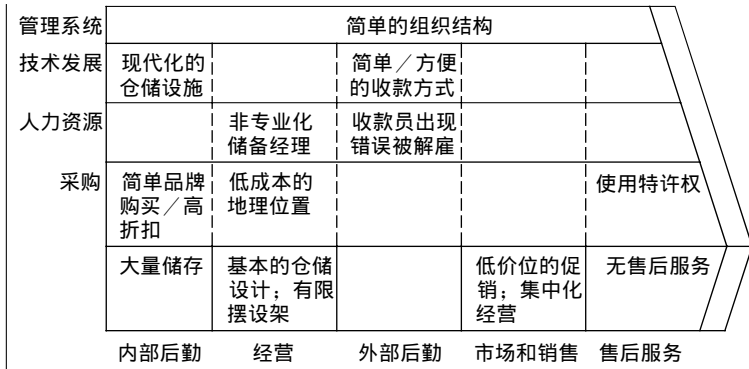 管理系统 简单的组织结构
技术发展 现代化的 简单／方便
仓储设施 的收款方式
人力资源 非专业化 收款员出现
储备经理 错误被解雇
采购 简单品牌 低成本的 使用特许权
购买／高 地理位置
折扣
大量储存 基本的仓储 低价位的促 无售后服务
设计；有限 销；集中化
摆设架 经营
内部后勤 经营 外部后勤 市场和销售 售后服务